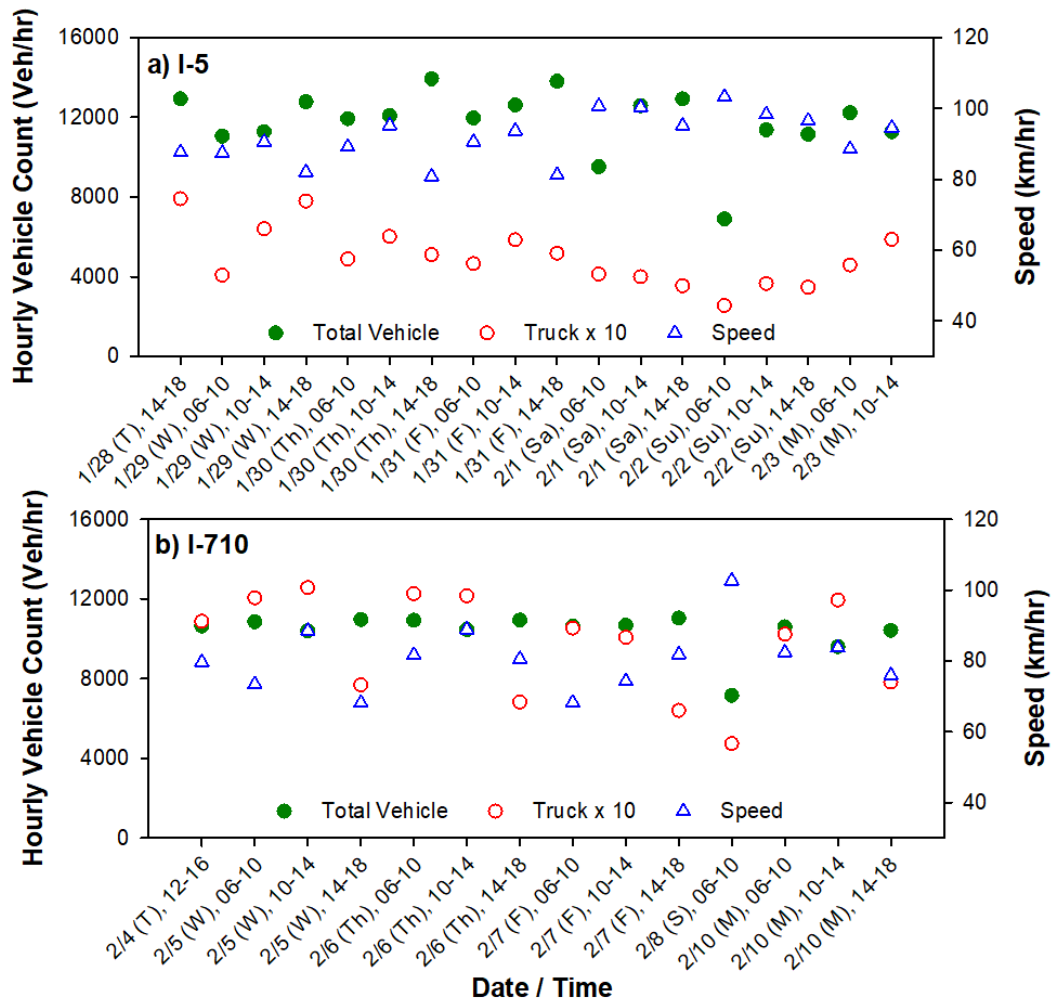 a) I-5
Hourly Vehicle Count (Veh/hr)
16000
12000
8000
4000
0
Speed (km/hr)
120
100
80
60
40
Total Vehicle Truck x 10 Speed
1/28 (T), 14-18
1/29 (W), 06-10
1/29 (W), 10-14
1/29 (W), 14-18
1/30 (Th), 06-10
1/30 (Th), 10-14
1/30 (Th), 14-18
1/31 (F), 06-10
1/31 (F), 10-14
1/31 (F), 14-18
2/1 (Sa), 06-10
2/1 (Sa), 10-14
2/1 (Sa), 14-18
2/2 (Su), 06-10
2/2 (Su), 10-14
2/2 (Su), 14-18
2/3 (M), 06-10
2/3 (M), 10-14
b) I-710
Hourly Vehicle Count (Veh/hr)
16000
12000
8000
4000
0
Speed (km/hr)
120
100
80
60
40
Total Vehicle Truck x 10 Speed
2/4 (T), 12-16
2/5 (W), 06-10
2/5 (W), 10-14
2/5 (W), 14-18
2/6 (Th), 06-10
2/6 (Th), 10-14
2/6 (Th), 14-18
2/7 (F), 06-10
2/7 (F), 10-14
2/7 (F), 14-18
2/8 (S), 06-10
2/10 (M), 06-10
2/10 (M), 10-14
2/10 (M), 14-18
Date / Time